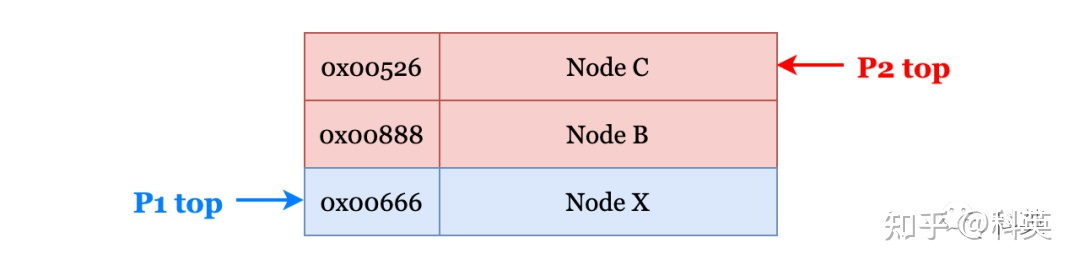 0x00526 Node C P2 top
0x00888 Node B
P1 top 0x00666 Node X
知乎 @科英